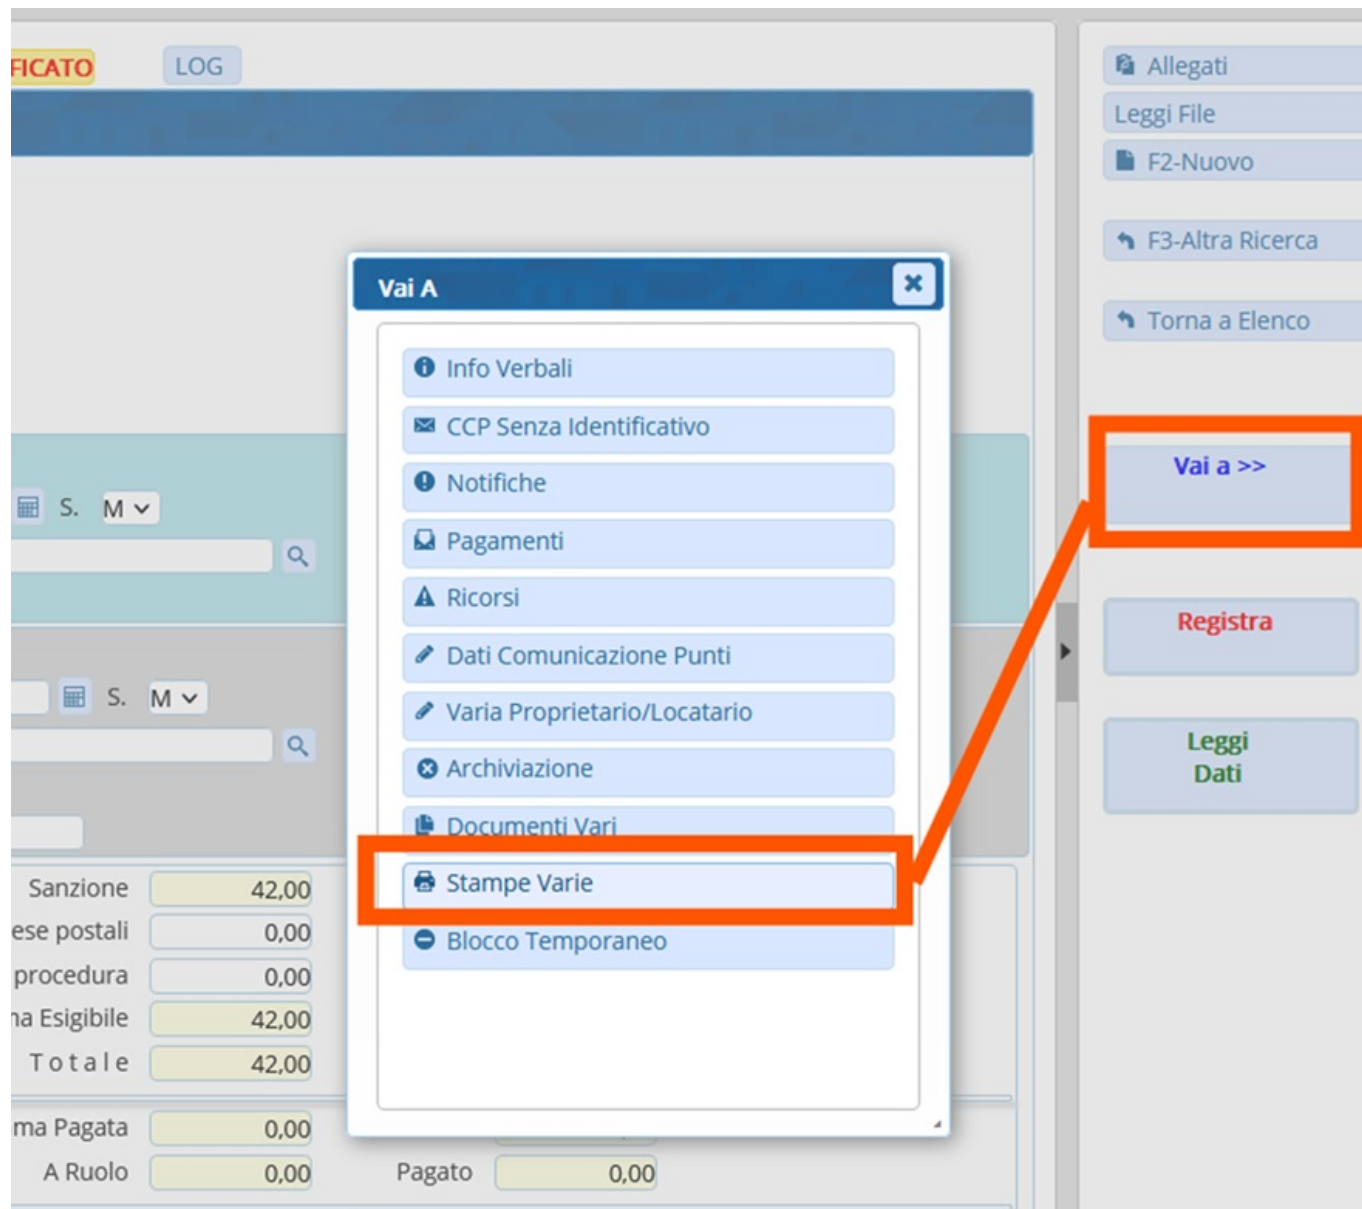 FICATO LOG
Allegati
Leggi File
F2-Nuovo
F3-Altra Ricerca
Torna a Elenco
Vai a >>
Registra
Leggi
Dati
Vai A
Info Verbali
CCP Senza Identificativo
Notifiche
Pagamenti
Ricorsi
Dati Comunicazione Punti
Varia Proprietario/Locatario
Archiviazione
Documenti Vari
Stampe Varie
Blocco Temporaneo
S. M
S. M
Sanzione 42,00
ese postali 0,00
procedura 0,00
na Esigibile 42,00
Totale 42,00
ma Pagata 0,00
A Ruolo 0,00 Pagato 0,00